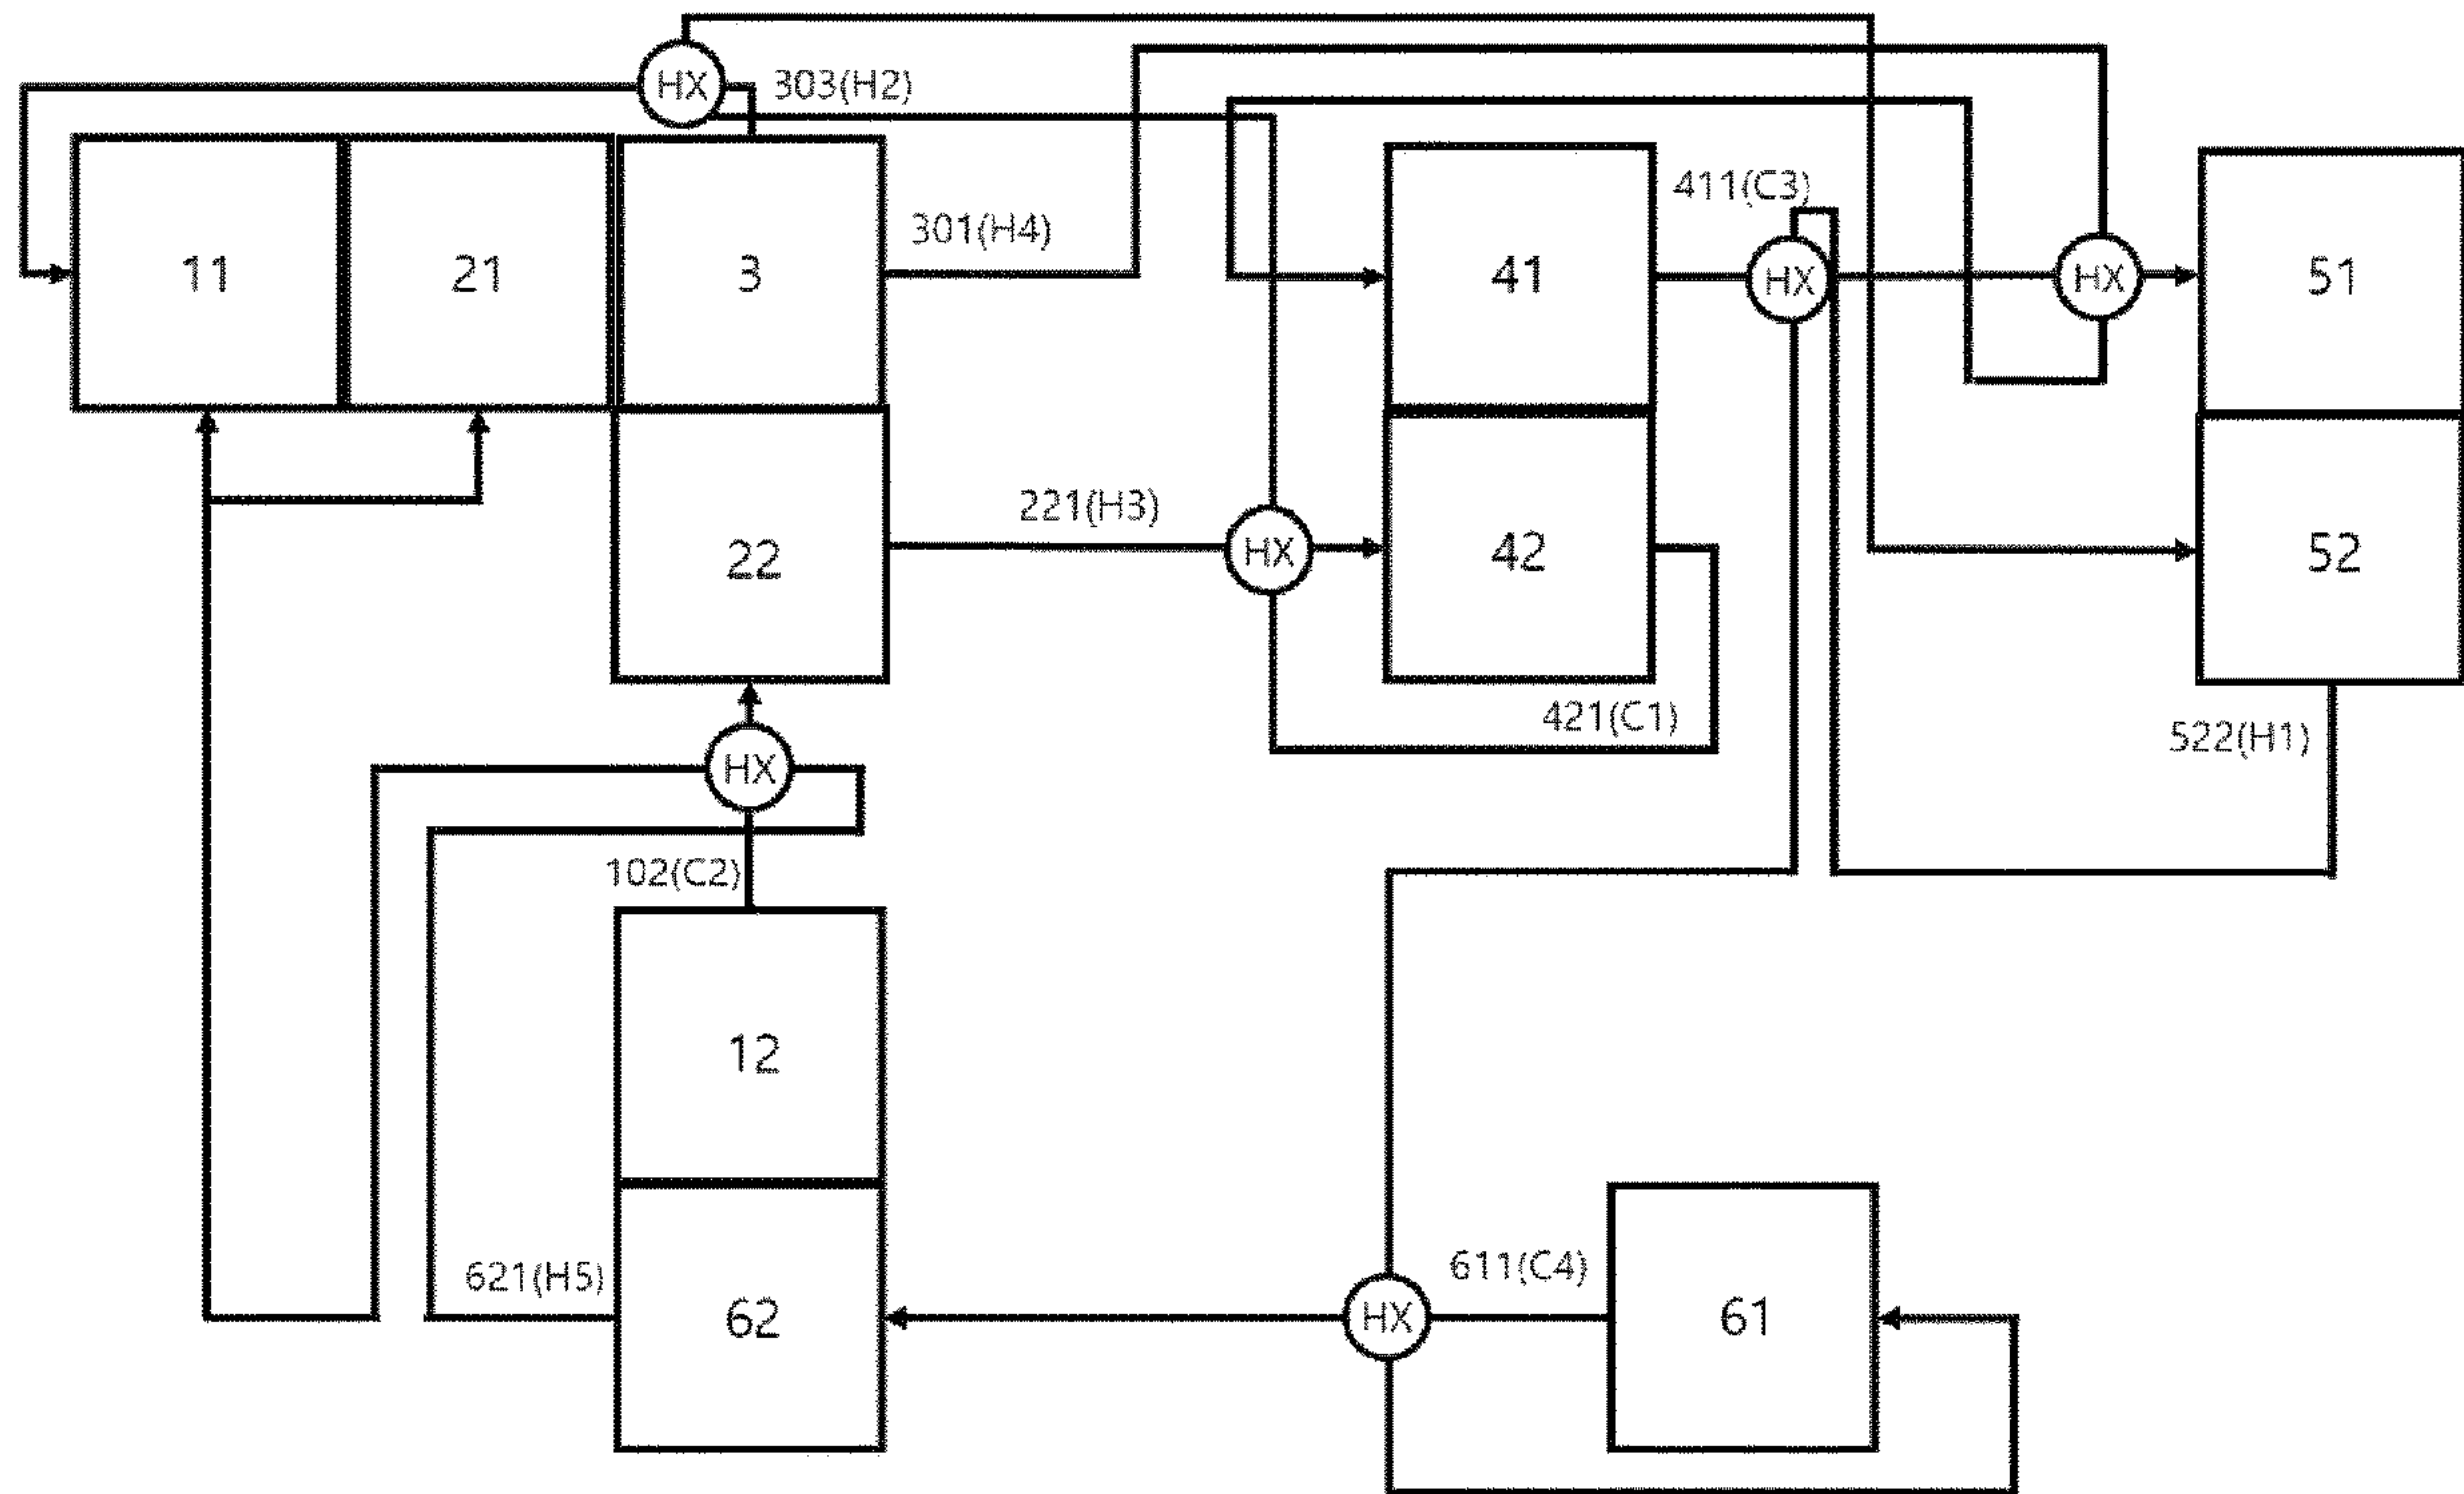 HX
303(H2)
411(C3)
301(H4)
11
21
3
41
HX
HX
51
221(H3)
22
HX
42
52
421(C1)
522(H1)
HX
102(C2)
12
621(H5)
611(C4)
62
HX
61